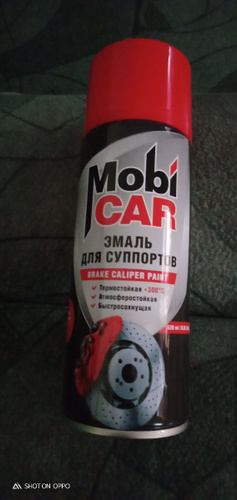 Mobi
CAR
ЭМАЛЬ
ДЛЯ СУППОРТОВ
BRAKE CALIPER PAINT
Термостойкая +300°C
Атмосферостойкая
Быстросохнущая
SHOT ON OPPO